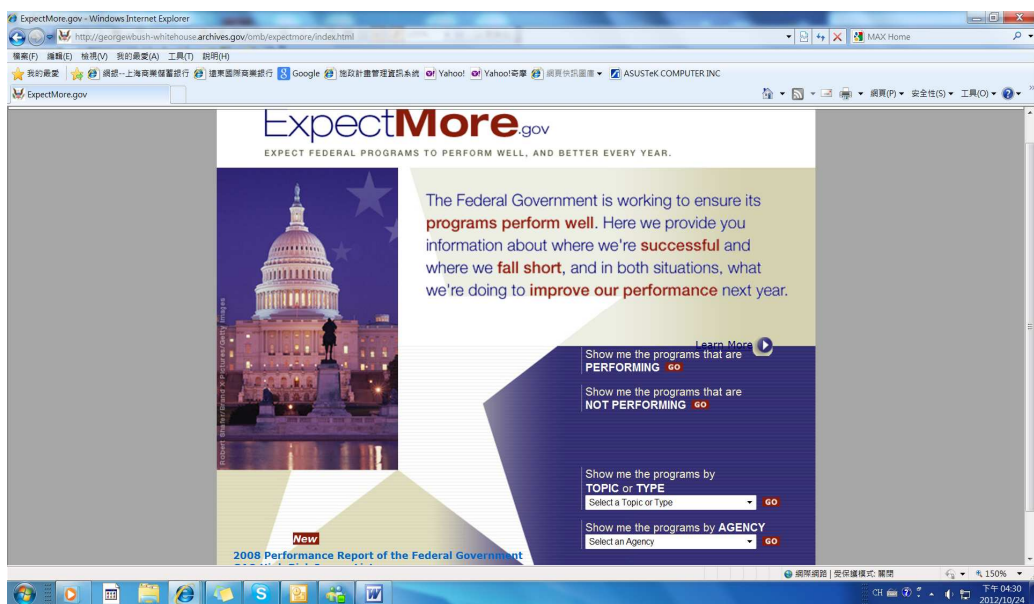 ExpectMore.gov - Windows Internet Explorer
http://georgewbush-whitehouse.archives.gov/omb/expectmore/index.html
MAX Home
檔案(F) 編輯(E) 檢視(V) 我的最愛(A) 工具(T) 說明(H)
我的最愛 網銀--上海商業儲蓄銀行 遠東國際商業銀行 Google 施政計畫管理資訊系統 Yahoo! Yahoo!奇摩 網頁快訊圖庫 ASUSTeK COMPUTER INC
ExpectMore.gov
網頁(P) 安全性(S) 工具(O)
ExpectMore.gov
EXPECT FEDERAL PROGRAMS TO PERFORM WELL, AND BETTER EVERY YEAR.
The Federal Government is working to ensure its
programs perform well. Here we provide you
information about where we're successful and
where we fall short, and in both situations, what
we're doing to improve our performance next year.
Learn More
Show me the programs that are
PERFORMING GO
Show me the programs that are
NOT PERFORMING GO
Show me the programs by
TOPIC or TYPE
Select a Topic or Type GO
Show me the programs by AGENCY
Select an Agency GO
Robert Shafer/Brand X Pictures/Getty Images
New
2008 Performance Report of the Federal Government
網際網路 | 受保護模式: 關閉
150%
CH
下午 04:30
2012/10/24